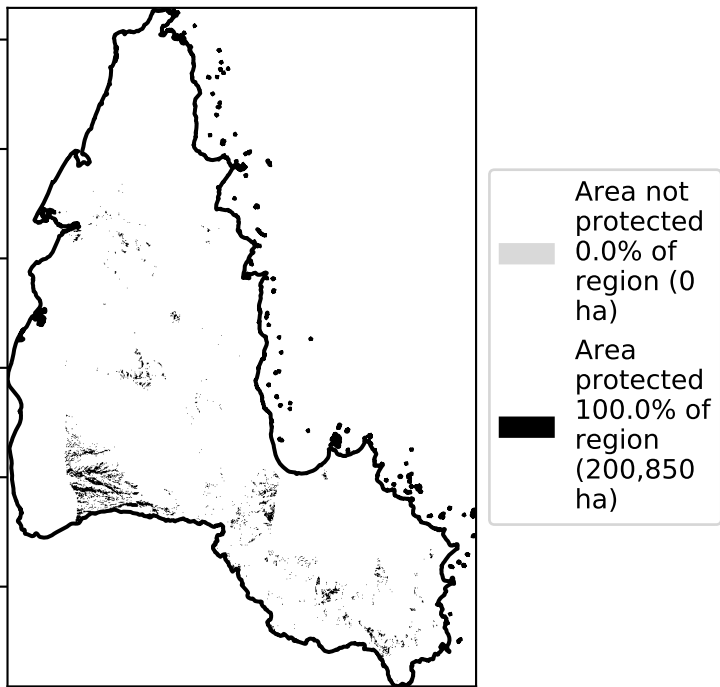 Area not
protected
0.0% of
region (0
ha)
Area
protected
100.0% of
region
(200,850
ha)